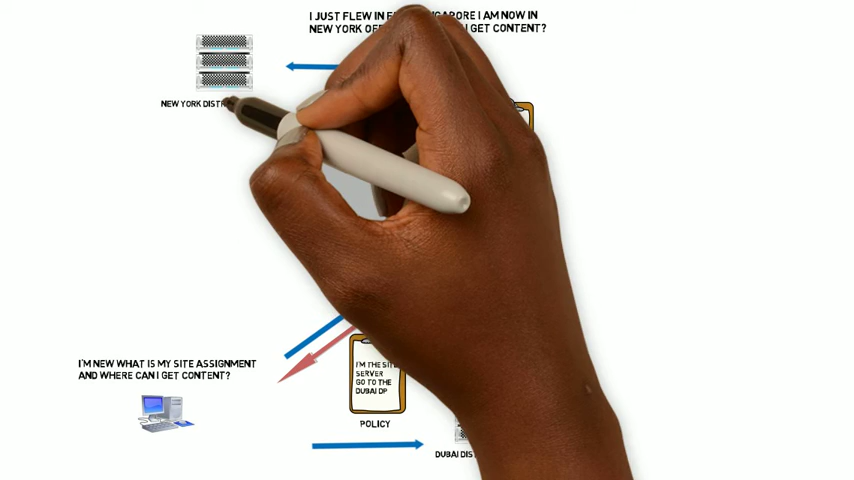 I JUST FLEW IN
I AM NOW IN
NEW YORK
GET CONTENT?
NEW YORK
I'M NEW WHAT IS MY SITE ASSIGNMENT
AND WHERE CAN I GET CONTENT?
I'M THE SITE
SERVER
GO TO THE
DUBAI DP
POLICY
DUBAI